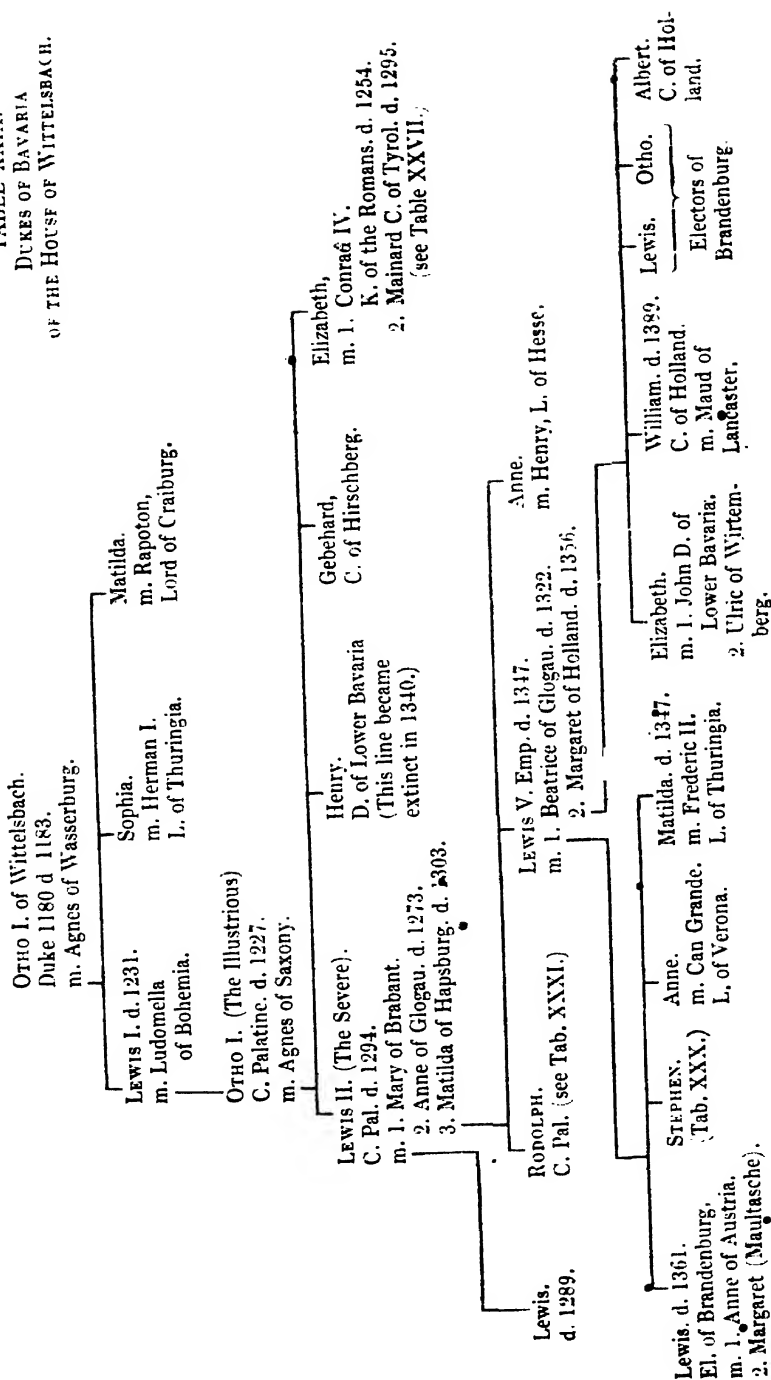 DUKES OF BAVARIA
OF THE HOUSE OF WITTELSBACH.
OTHO I. of Wittelsbach.
Duke 1180 d 1183.
m. Agnes of Wasserburg.
LEWIS I. d. 1231.
m. Ludomella
of Bohemia.
Sophia.
m. Herman I.
L. of Thuringia.
Matilda.
m. Rapoton,
Lord of Craiburg.
OTHO I. (The Illustrious)
C. Palatine. d. 1227.
m. Agnes of Saxony.
LEWIS II. (The Severe).
C. Pal. d. 1294.
m. 1. Mary of Brabant.
2. Anne of Glogau. d. 1273.
3. Matilda of Hapsburg. d. 1303.
Henry.
D. of Lower Bavaria
(This line became
extinct in 1340.)
Gebehard,
C. of Hirschberg.
Elizabeth,
m. 1. Conrad IV.
K. of the Romans. d. 1254.
2. Mainard C. of Tyrol. d. 1295.
(see Table XXVII.)
Lewis.
d. 1289.
RODOLPH.
C. Pal. (see Tab. XXXI.)
LEWIS V. Emp. d. 1347.
m. 1. Beatrice of Glogau. d. 1322.
2. Margaret of Holland. d. 1356.
Anne.
m. Henry, L. of Hesse.
Lewis. d. 1361.
El. of Brandenburg,
m. 1. Anne of Austria.
2. Margaret (Maultasche).
STEPHEN.
(Tab. XXX.)
Anne.
m. Can Grande.
L. of Verona.
Matilda. d. 1347.
m. Frederic II.
L. of Thuringia.
Elizabeth.
m. 1. John D. of
Lower Bavaria.
2. Ulric of Wirtem-
berg.
William. d. 1389.
C. of Holland.
m. Maud of
Lancaster.
Lewis. Otho.
Electors of
Brandenburg.
Albert.
C. of Hol-
land.